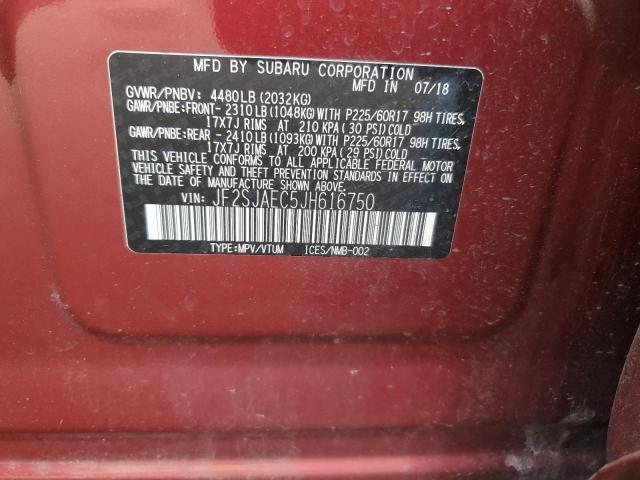 MFD BY SUBARU CORPORATION
MFD IN 07/18
GVWR/PNBV: 4480LB(2032KG)
GAWR/PNBE:FRONT-2310LB(1048KG)WITH P225/60R17 98H TIRES,
17X7J RIMS AT 210 KPA(30 PSI)COLD
GAWR/PNBE:REAR -2410LB(1093KG)WITH P225/60R17 98H TIRES,
17X7J RIMS AT 200 KPA(29 PSI)COLD
THIS VEHICLE CONFORMS TO ALL APPLICABLE FEDERAL MOTOR
VEHICLE SAFETY, BUMPER, AND THEFT PREVENTION STANDARDS
IN EFFECT ON THE DATE OF MANUFACTURE SHOWN ABOVE.
VIN: JF2SJAEC5JH616750
TYPE:MPV/VTUM ICES/NMB-002